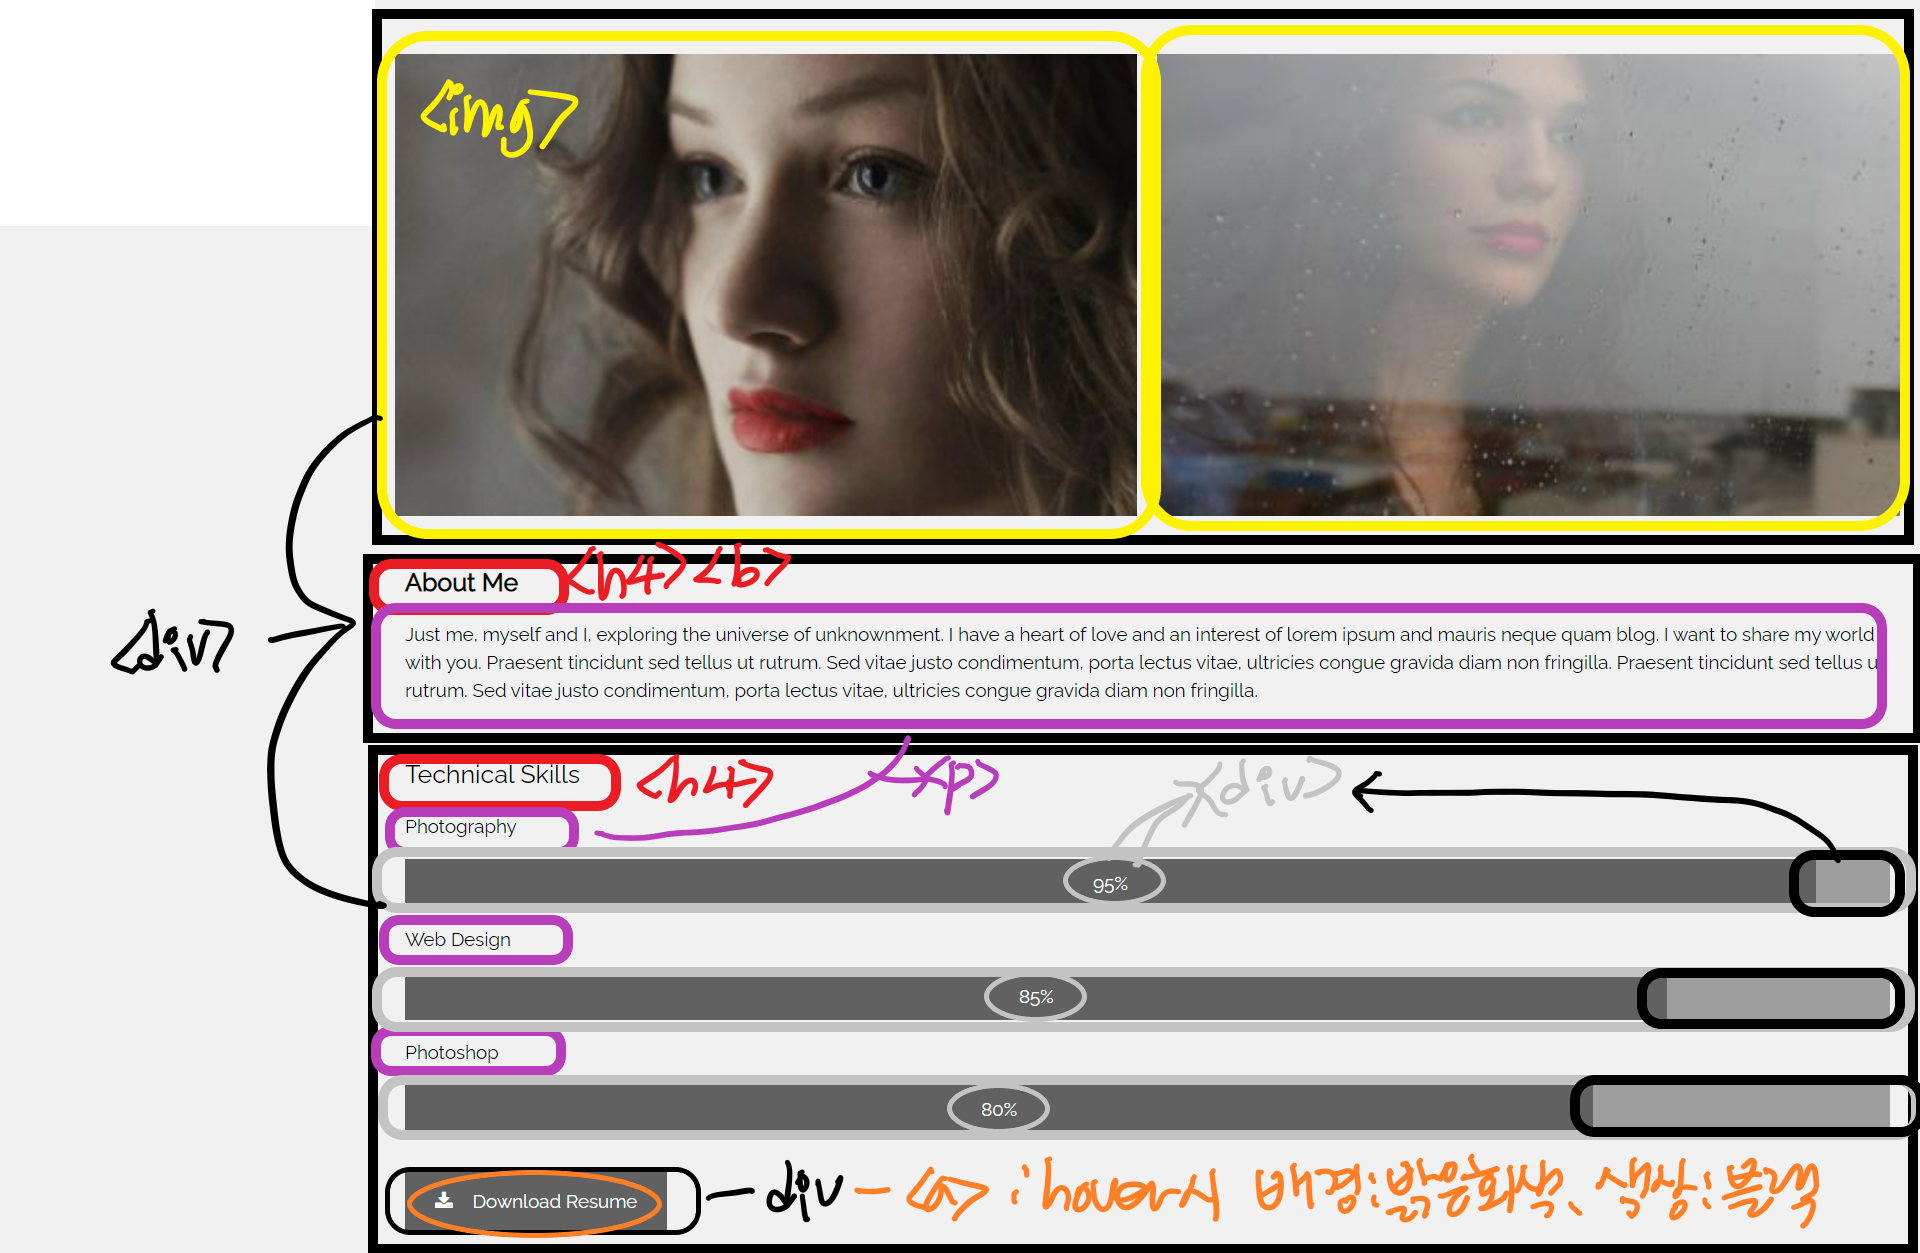 <img>
About Me <h4> <b>
Just me, myself and I, exploring the universe of unknownment. I have a heart of love and an interest of lorem ipsum and mauris neque quam blog. I want to share my world
with you. Praesent tincidunt sed tellus ut rutrum. Sed vitae justo condimentum, porta lectus vitae, ultricies congue gravida diam non fringilla. Praesent tincidunt sed tellus u
rutrum. Sed vitae justo condimentum, porta lectus vitae, ultricies congue gravida diam non fringilla.
<div>
Technical Skills <h4> <p> <div>
Photography
95%
Web Design
85%
Photoshop
80%
Download Resume div <a> :hover시 배경:밝은회색、색상:블랙